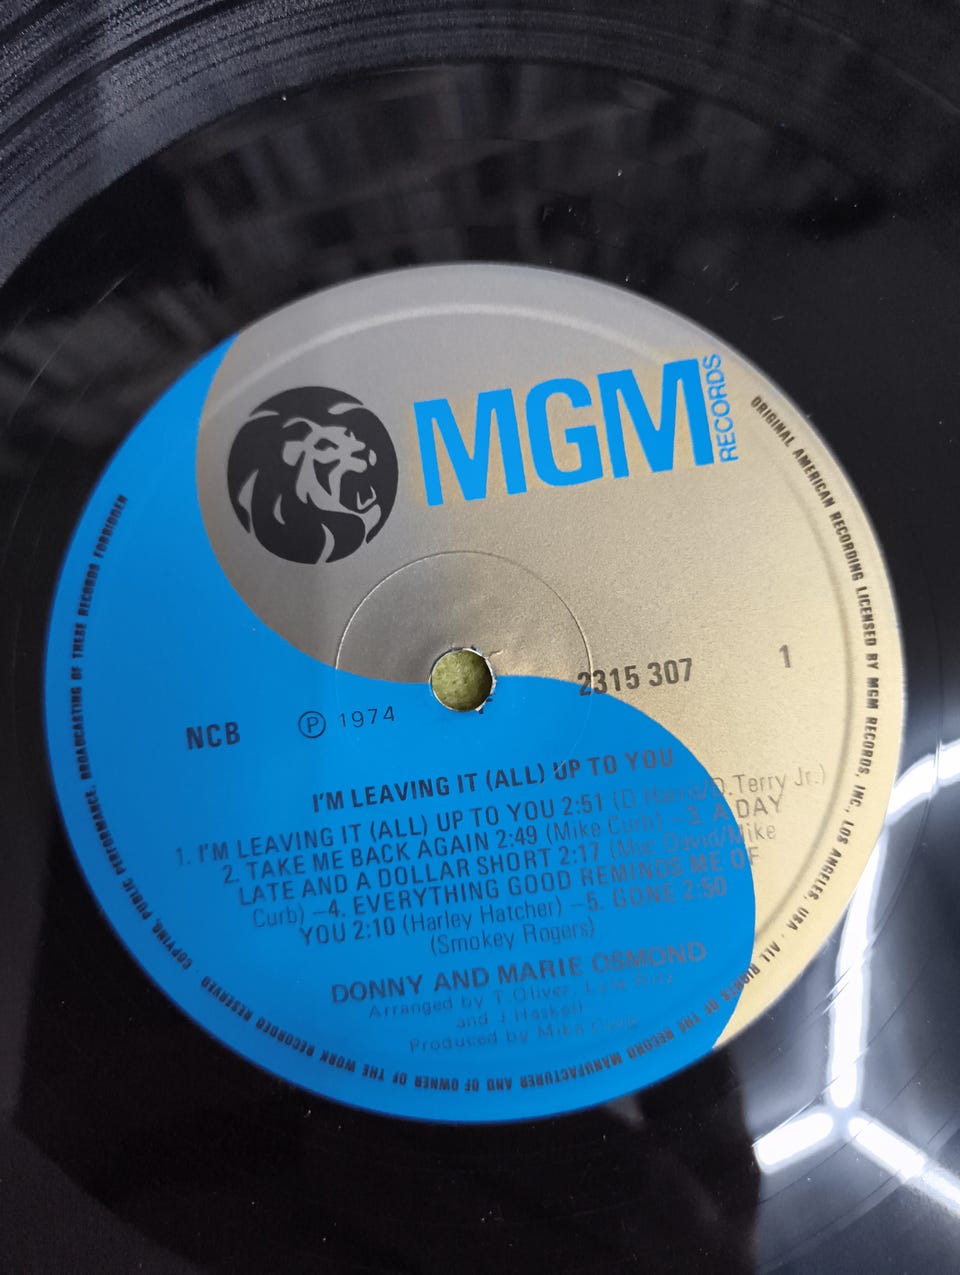 MGM
RECORDS
ORIGINAL AMERICAN RECORDING LICENSED BY MGM RECORDS, INC., LOS ANGELES, USA · ALL RIGHTS OF THE RECORD MANUFACTURER AND OF OWNER OF THE WORK RECORDED RESERVED · COPYING, PUBLIC PERFORMANCE, BROADCASTING OF THESE RECORDS FORBIDDEN
2315 307
1
NCB
Ⓟ 1974
I'M LEAVING IT (ALL) UP TO YOU
1. I'M LEAVING IT (ALL) UP TO YOU 2:51 (D.Harris/D.Terry Jr.)
2. TAKE ME BACK AGAIN 2:49 (Mike Curb) –3. A DAY
LATE AND A DOLLAR SHORT 2:17 (Mac David/Mike
Curb) –4. EVERYTHING GOOD REMINDS ME OF
YOU 2:10 (Harley Hatcher) –5. GONE 2:50
(Smokey Rogers)
DONNY AND MARIE OSMOND
Arranged by T. Oliver,
and J. Haskell
Produced by Mike Curb